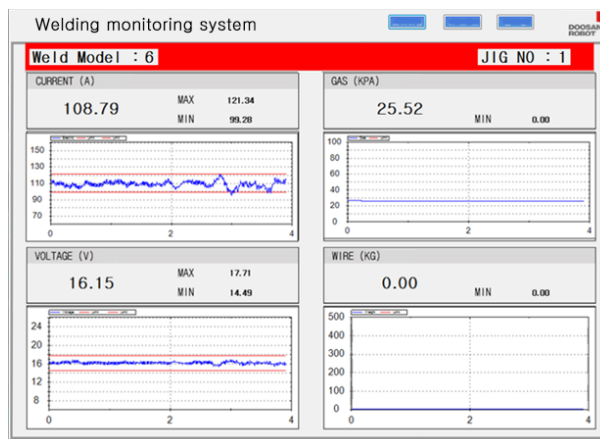 Welding monitoring system
DOOSAN
ROBOT
Weld Model : 6
JIG NO : 1
CURRENT (A)
108.79
MAX 121.34
MIN 99.28
GAS (KPA)
25.52
MIN 0.00
150
130
110
90
70
0 2 4
100
80
60
40
20
0
0 2 4
VOLTAGE (V)
16.15
MAX 17.71
MIN 14.49
WIRE (KG)
0.00
MIN 0.00
24
20
16
12
8
0 2 4
500
400
300
200
100
0
0 2 4